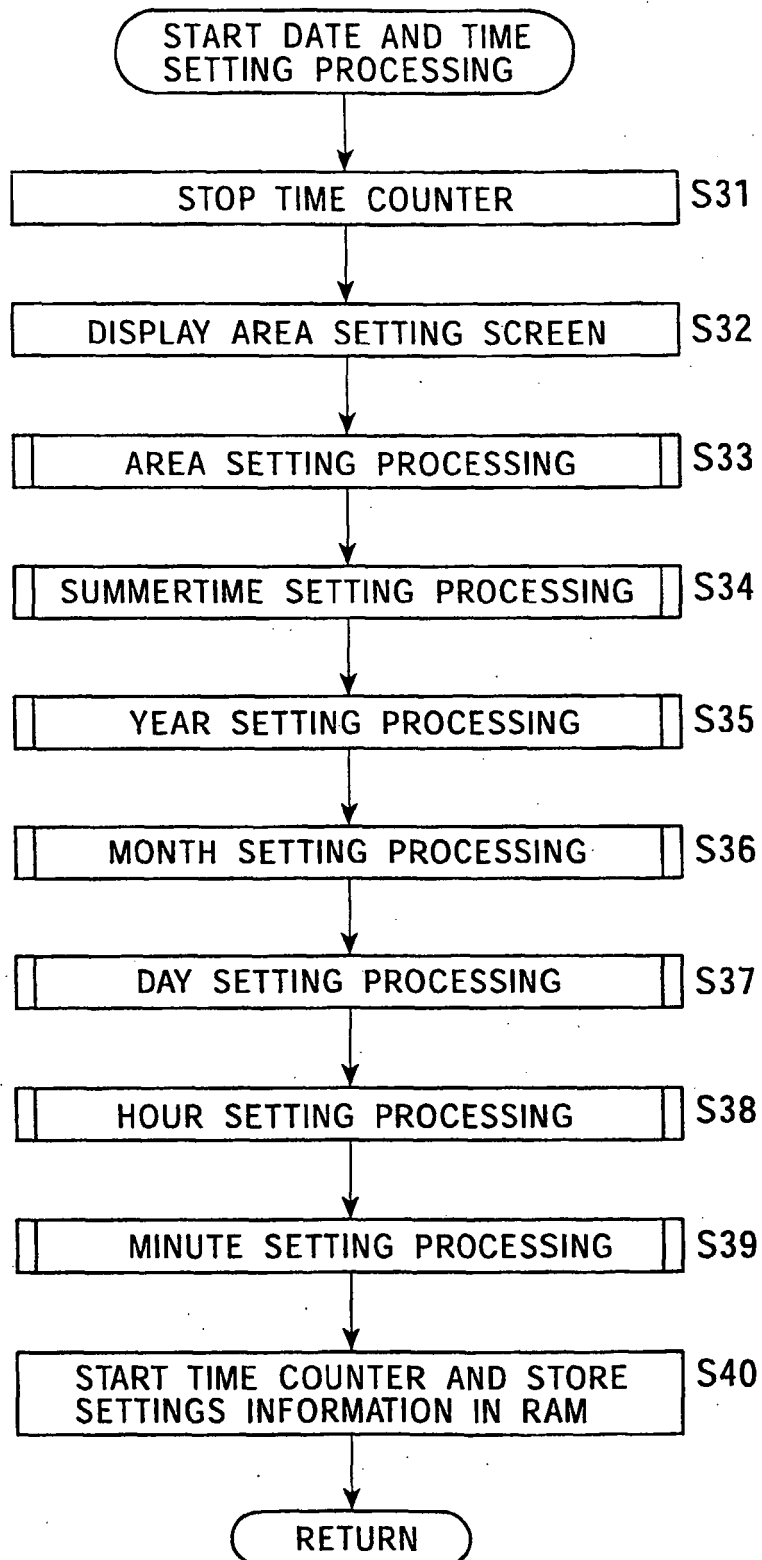 START DATE AND TIME
SETTING PROCESSING
STOP TIME COUNTER S31
DISPLAY AREA SETTING SCREEN S32
AREA SETTING PROCESSING S33
SUMMERTIME SETTING PROCESSING S34
YEAR SETTING PROCESSING S35
MONTH SETTING PROCESSING S36
DAY SETTING PROCESSING S37
HOUR SETTING PROCESSING S38
MINUTE SETTING PROCESSING S39
START TIME COUNTER AND STORE S40
SETTINGS INFORMATION IN RAM
RETURN